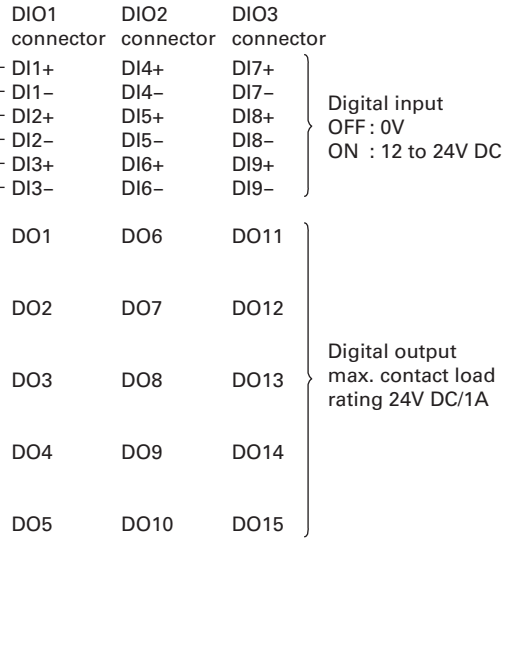 DIO1 DIO2 DIO3
connector connector connector
DI1+ DI4+ DI7+
DI1– DI4– DI7–
DI2+ DI5+ DI8+
DI2– DI5– DI8–
DI3+ DI6+ DI9+
DI3– DI6– DI9–
Digital input
OFF : 0V
ON : 12 to 24V DC
DO1 DO6 DO11
DO2 DO7 DO12
DO3 DO8 DO13
DO4 DO9 DO14
DO5 DO10 DO15
Digital output
max. contact load
rating 24V DC/1A